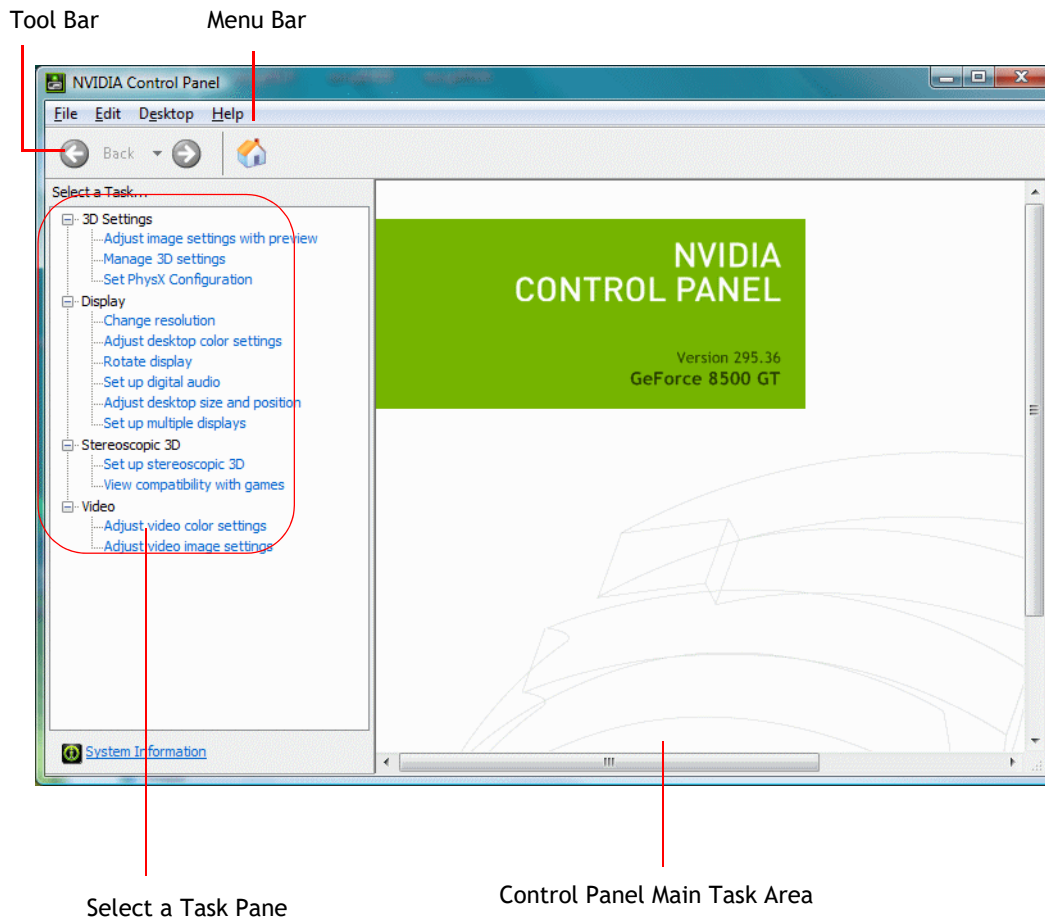 Tool Bar
Menu Bar
NVIDIA Control Panel
File Edit Desktop Help
Back
Select a Task...
3D Settings
Adjust image settings with preview
Manage 3D settings
Set PhysX Configuration
Display
Change resolution
Adjust desktop color settings
Rotate display
Set up digital audio
Adjust desktop size and position
Set up multiple displays
Stereoscopic 3D
Set up stereoscopic 3D
View compatibility with games
Video
Adjust video color settings
Adjust video image settings
System Information
NVIDIA
CONTROL PANEL
Version 295.36
GeForce 8500 GT
Select a Task Pane
Control Panel Main Task Area